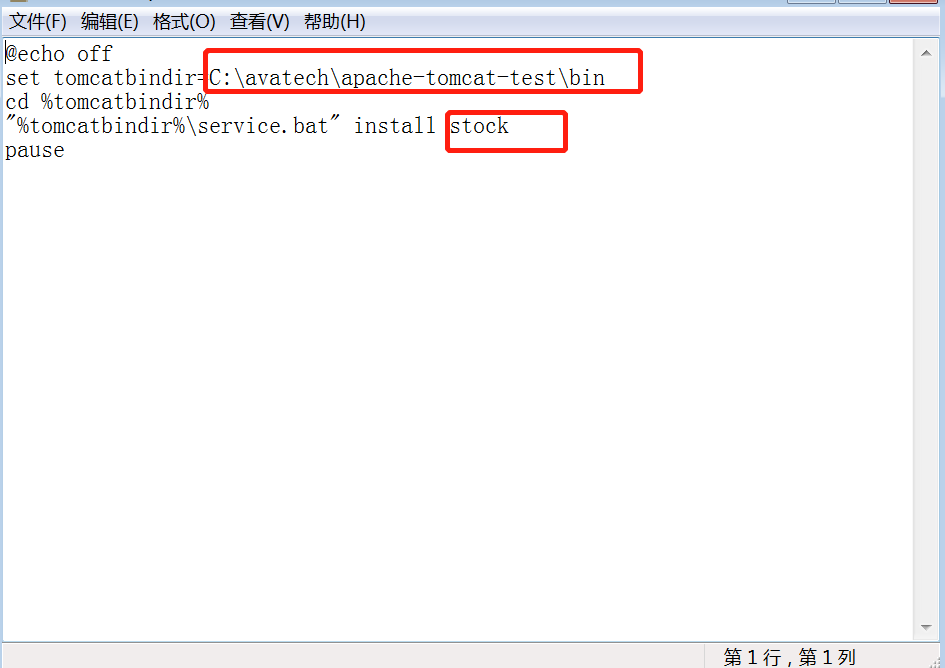 文件(F) 编辑(E) 格式(O) 查看(V) 帮助(H)
@echo off
set tomcatbindir=C:\avatech\apache-tomcat-test\bin
cd %tomcatbindir%
"%tomcatbindir%\service.bat" install stock
pause
第 1 行，第 1 列